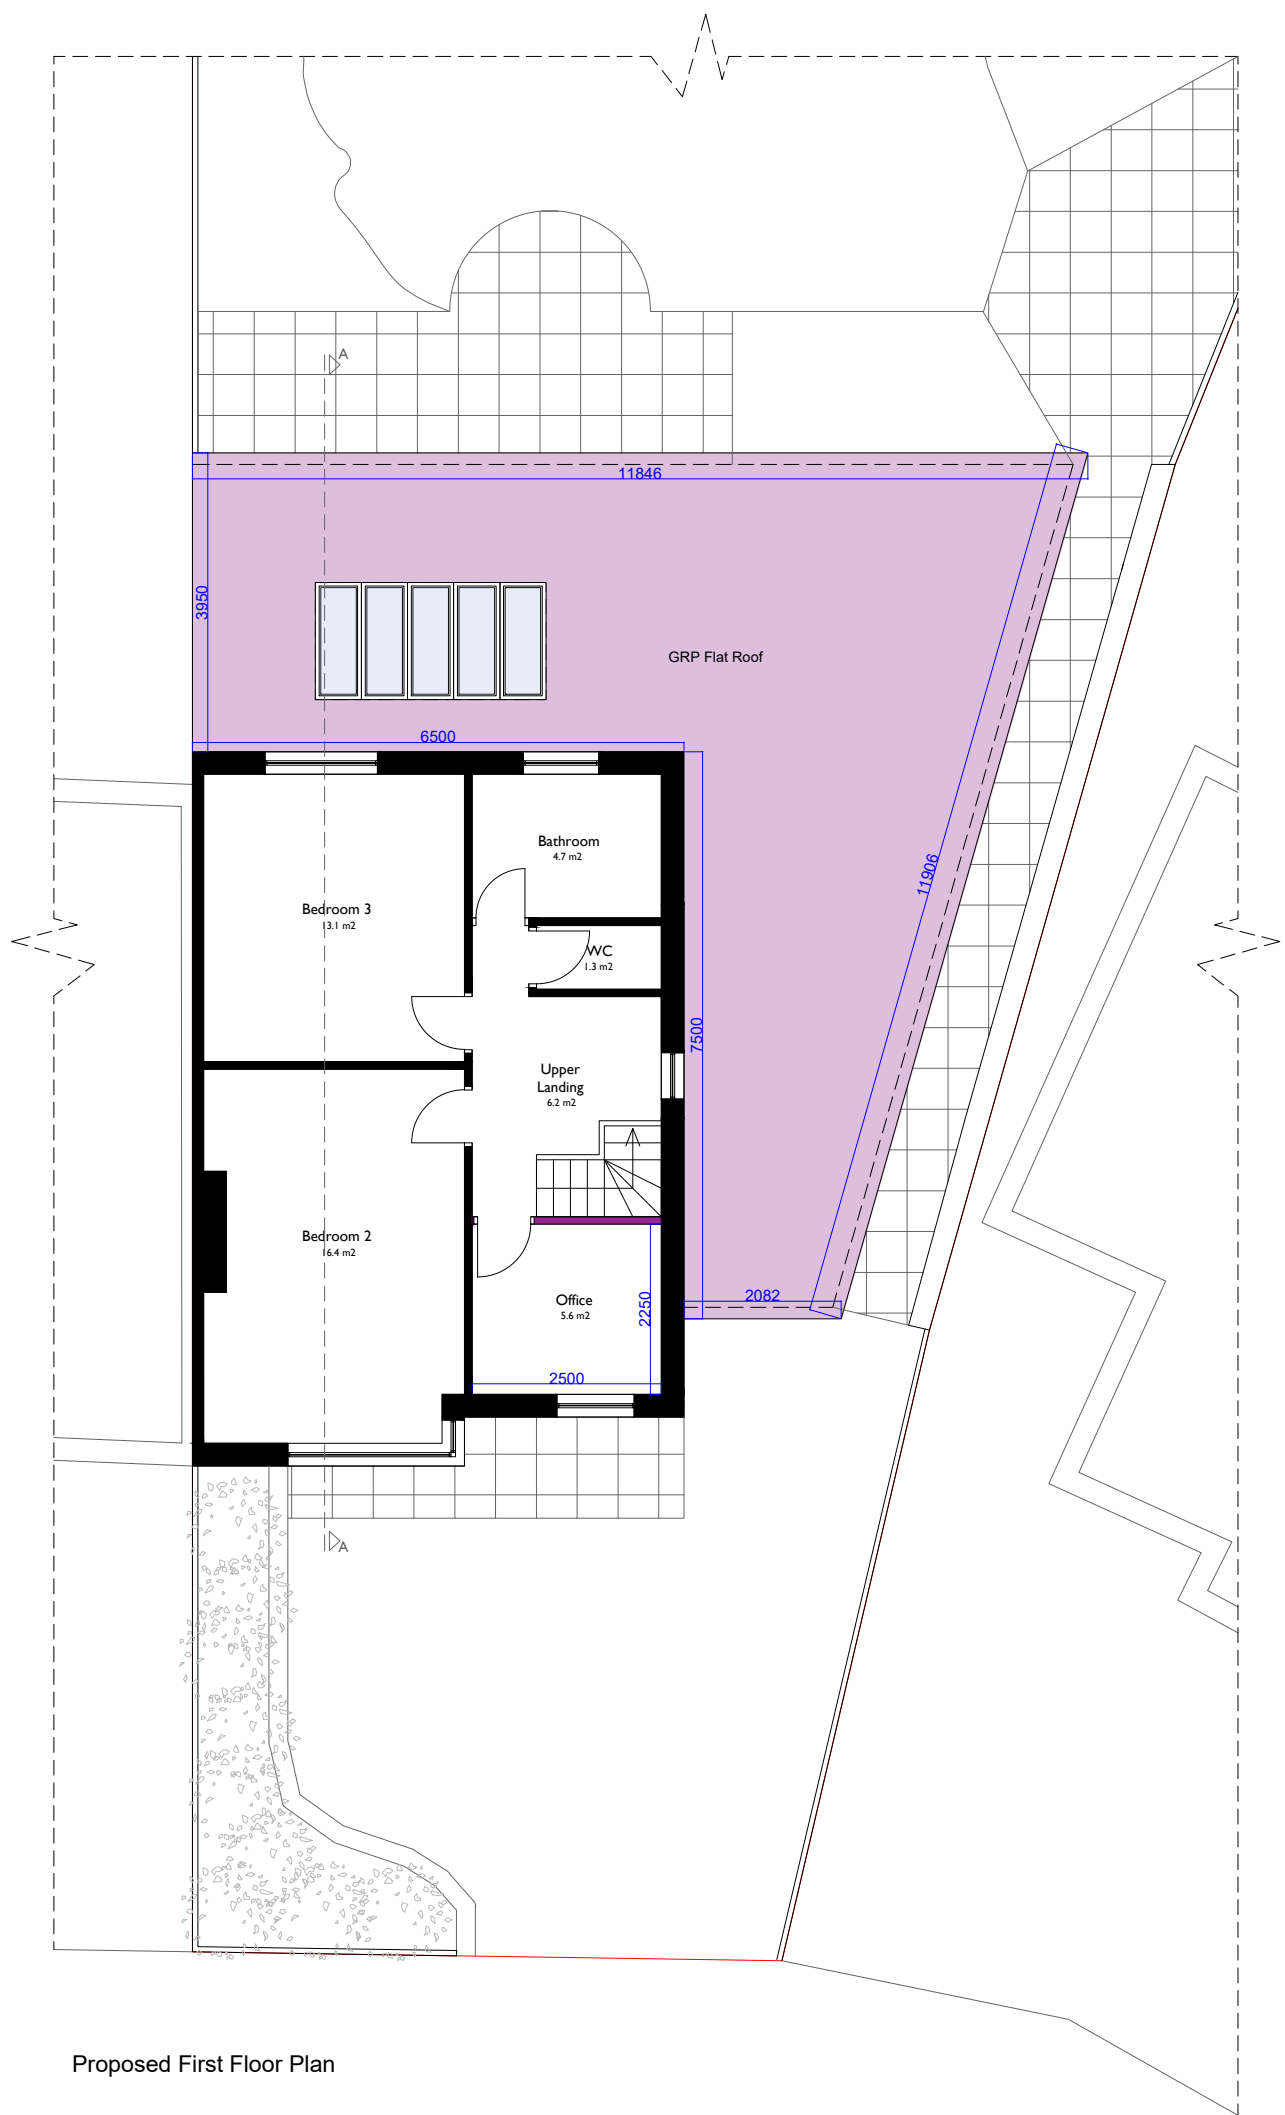 A
11846
3950
GRP Flat Roof
6500
Bathroom
4.7 m2
11906
Bedroom 3
13.1 m2
WC
1.3 m2
7500
Upper
Landing
6.2 m2
Bedroom 2
16.4 m2
Office
5.6 m2
2250
2082
2500
A
Proposed First Floor Plan